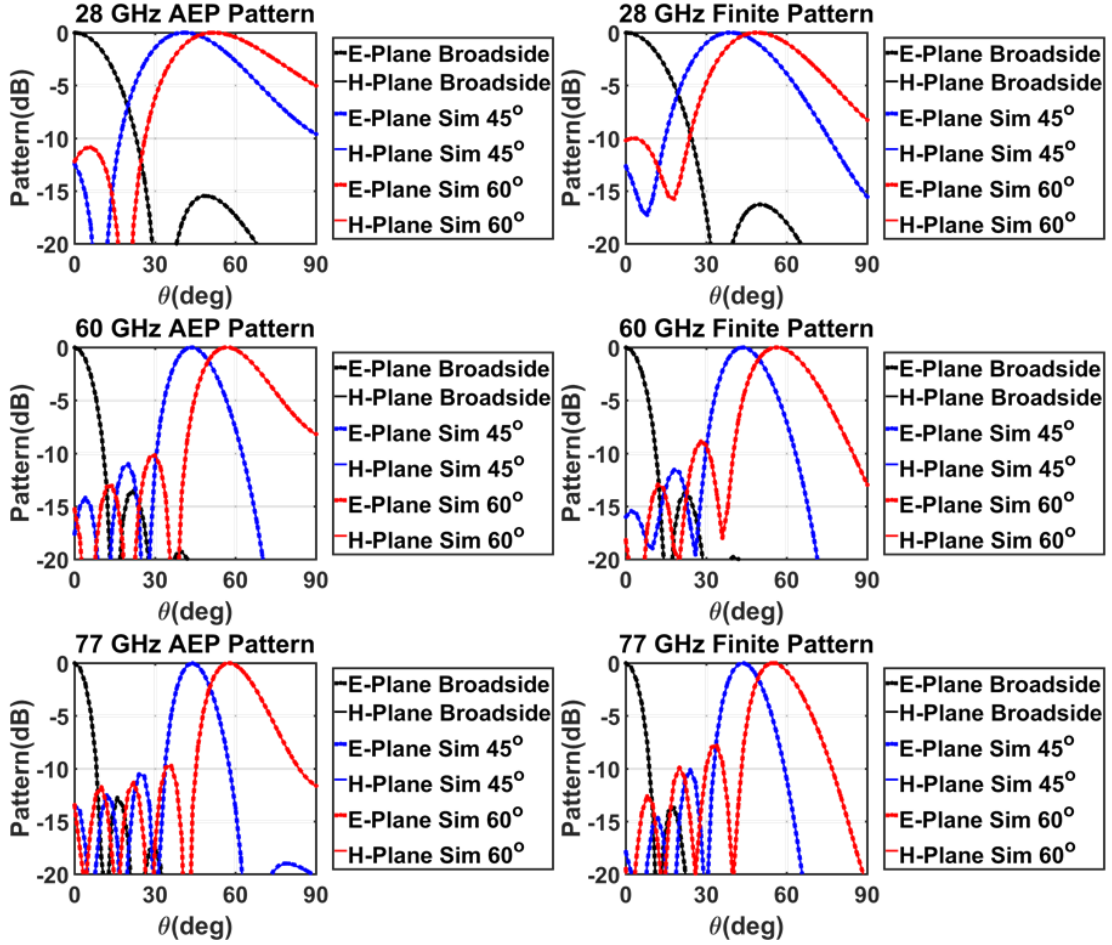 28 GHz AEP Pattern
0
-5
-10
-15
-20
Pattern(dB)
0 30 60 90
θ(deg)
E-Plane Broadside
H-Plane Broadside
E-Plane Sim 45°
H-Plane Sim 45°
E-Plane Sim 60°
H-Plane Sim 60°
28 GHz Finite Pattern
0
-5
-10
-15
-20
Pattern(dB)
0 30 60 90
θ(deg)
E-Plane Broadside
H-Plane Broadside
E-Plane Sim 45°
H-Plane Sim 45°
E-Plane Sim 60°
H-Plane Sim 60°
60 GHz AEP Pattern
0
-5
-10
-15
-20
Pattern(dB)
0 30 60 90
θ(deg)
E-Plane Broadside
H-Plane Broadside
E-Plane Sim 45°
H-Plane Sim 45°
E-Plane Sim 60°
H-Plane Sim 60°
60 GHz Finite Pattern
0
-5
-10
-15
-20
Pattern(dB)
0 30 60 90
θ(deg)
E-Plane Broadside
H-Plane Broadside
E-Plane Sim 45°
H-Plane Sim 45°
E-Plane Sim 60°
H-Plane Sim 60°
77 GHz AEP Pattern
0
-5
-10
-15
-20
Pattern(dB)
0 30 60 90
θ(deg)
E-Plane Broadside
H-Plane Broadside
E-Plane Sim 45°
H-Plane Sim 45°
E-Plane Sim 60°
H-Plane Sim 60°
77 GHz Finite Pattern
0
-5
-10
-15
-20
Pattern(dB)
0 30 60 90
θ(deg)
E-Plane Broadside
H-Plane Broadside
E-Plane Sim 45°
H-Plane Sim 45°
E-Plane Sim 60°
H-Plane Sim 60°